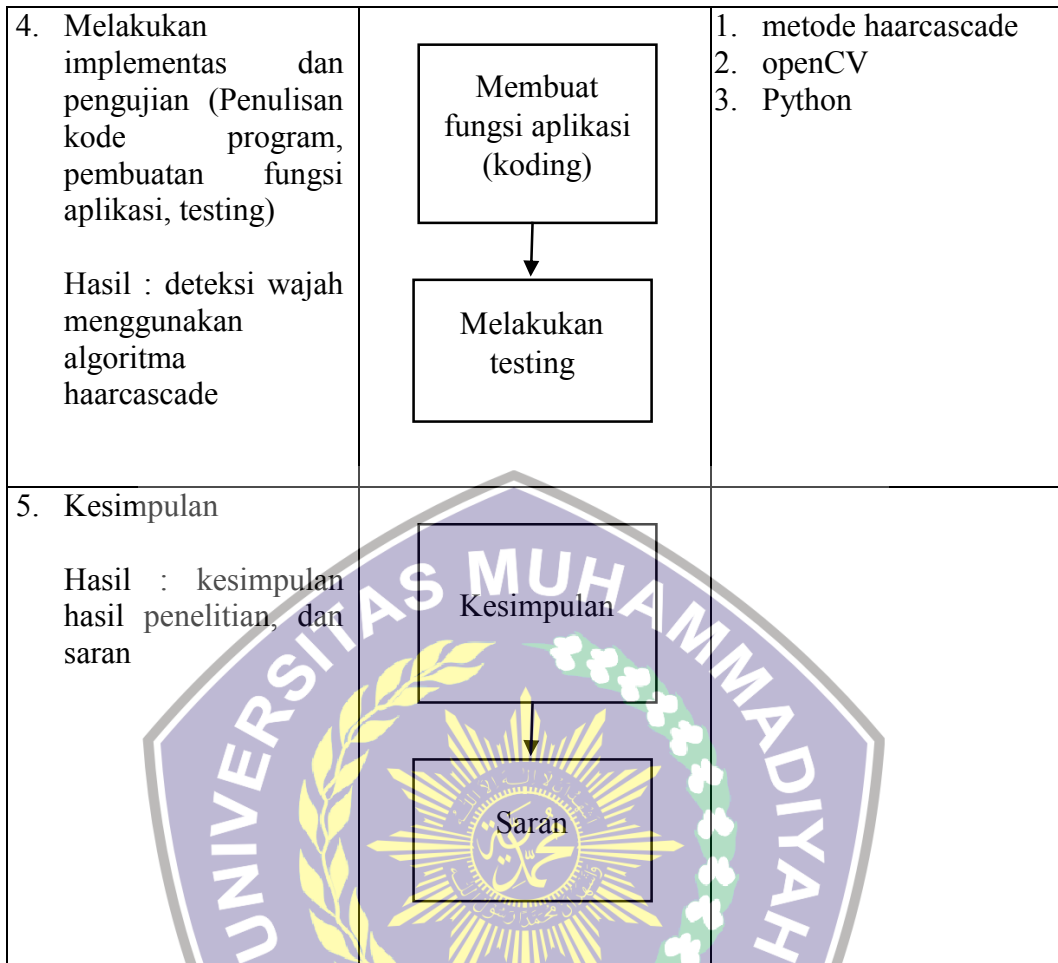 4. Melakukan
implementas dan
pengujian (Penulisan
kode program,
pembuatan fungsi
aplikasi, testing)
Hasil : deteksi wajah
menggunakan
algoritma
haarcascade
Membuat
fungsi aplikasi
(koding)
Melakukan
testing
1. metode haarcascade
2. openCV
3. Python
5. Kesimpulan
Hasil : kesimpulan
hasil penelitian, dan
saran
Kesimpulan
Saran
UNIVERSITAS MUHAMMADIYAH